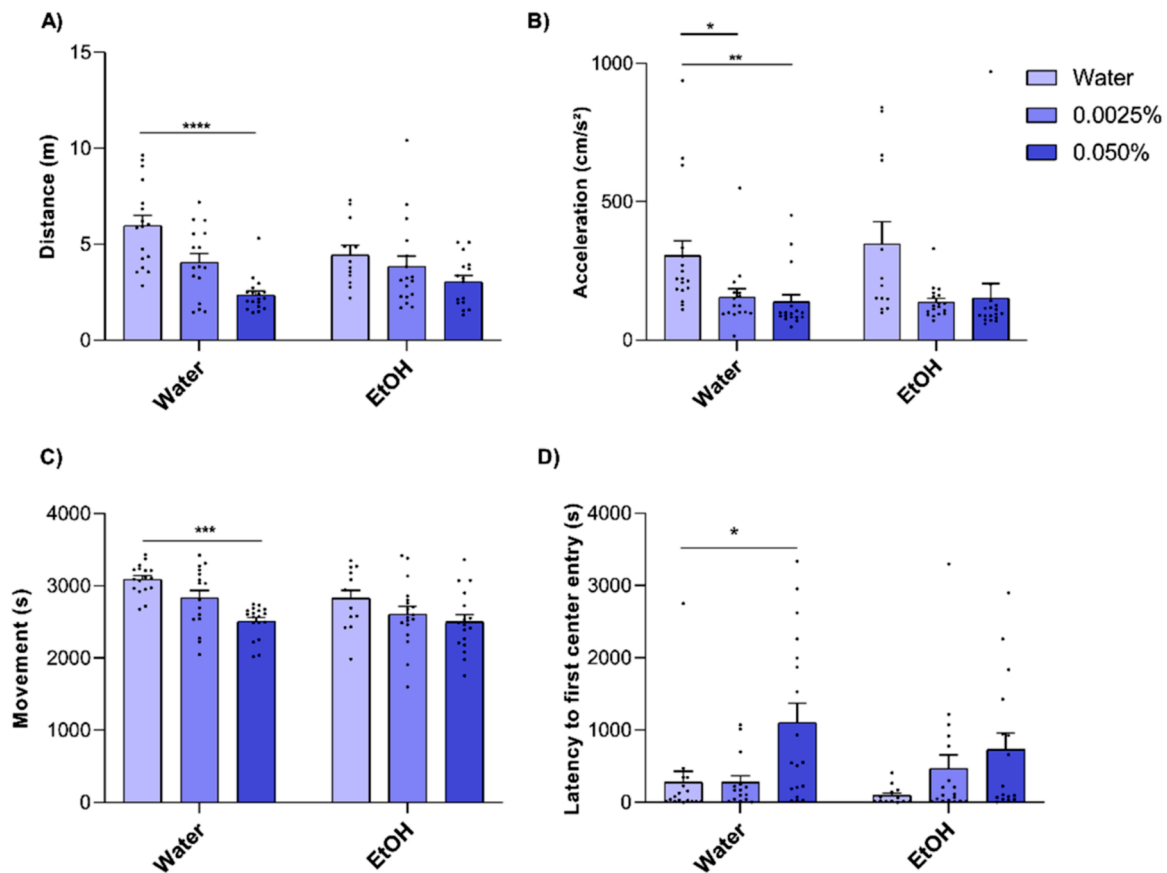 A)
Distance (m)
15
10
5
0
****
Water
EtOH
B)
Acceleration (cm/s²)
1000
500
0
*
**
Water
EtOH
Water
0.0025%
0.050%
C)
Movement (s)
4000
3000
2000
1000
0
***
Water
EtOH
D)
Latency to first center entry (s)
4000
3000
2000
1000
0
*
Water
EtOH